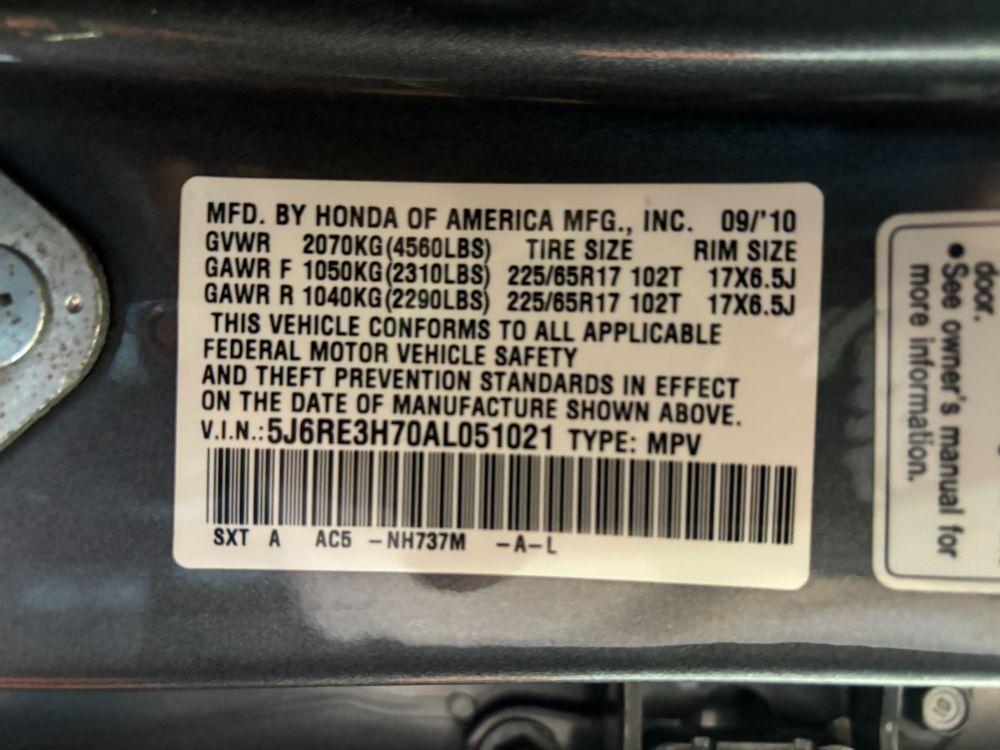 MFD. BY HONDA OF AMERICA MFG., INC. 09/'10
GVWR 2070KG(4560LBS) TIRE SIZE RIM SIZE
GAWR F 1050KG(2310LBS) 225/65R17 102T 17X6.5J
GAWR R 1040KG(2290LBS) 225/65R17 102T 17X6.5J
THIS VEHICLE CONFORMS TO ALL APPLICABLE
FEDERAL MOTOR VEHICLE SAFETY
AND THEFT PREVENTION STANDARDS IN EFFECT
ON THE DATE OF MANUFACTURE SHOWN ABOVE.
V.I.N.: 5J6RE3H70AL051021 TYPE: MPV
SXT A AC5 -NH737M -A-L
door.
• See owner's manual for
more information.